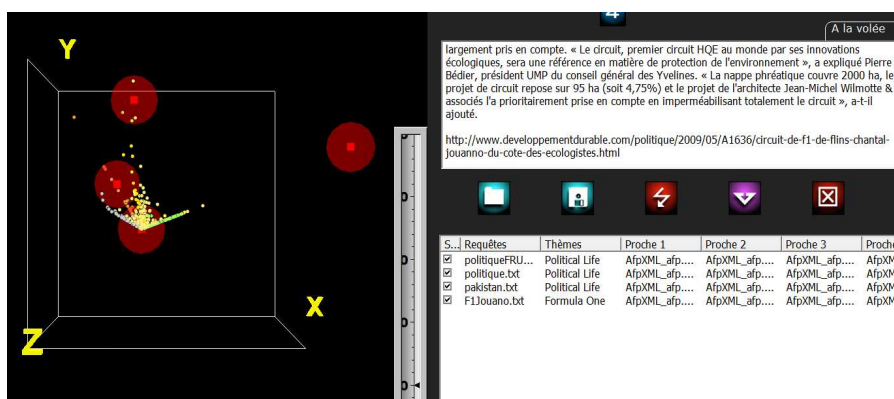 Y
X
Z
A la volée
largement pris en compte. « Le circuit, premier circuit HQE au monde par ses innovations
écologiques, sera une référence en matière de protection de l'environnement », a expliqué Pierre
Bédier, président UMP du conseil général des Yvelines. « La nappe phréatique couvre 2000 ha, le
projet de circuit repose sur 95 ha (soit 4,75%) et le projet de l'architecte Jean-Michel Wilmotte &
associés l'a prioritairement prise en compte en imperméabilisant totalement le circuit », a-t-il
ajouté.
http://www.developpementdurable.com/politique/2009/05/A1636/circuit-de-f1-de-flins-chantal-
jouanno-du-cote-des-ecologistes.html
S... Requêtes Thèmes Proche 1 Proche 2 Proche 3 Proche
politiqueFRU... Political Life AfpXML_afp.... AfpXML_afp.... AfpXML_afp.... AfpXM
politique.txt Political Life AfpXML_afp.... AfpXML_afp.... AfpXML_afp.... AfpXM
pakistan.txt Political Life AfpXML_afp.... AfpXML_afp.... AfpXML_afp.... AfpXM
F1Jouano.txt Formula One AfpXML_afp.... AfpXML_afp.... AfpXML_afp.... AfpXM